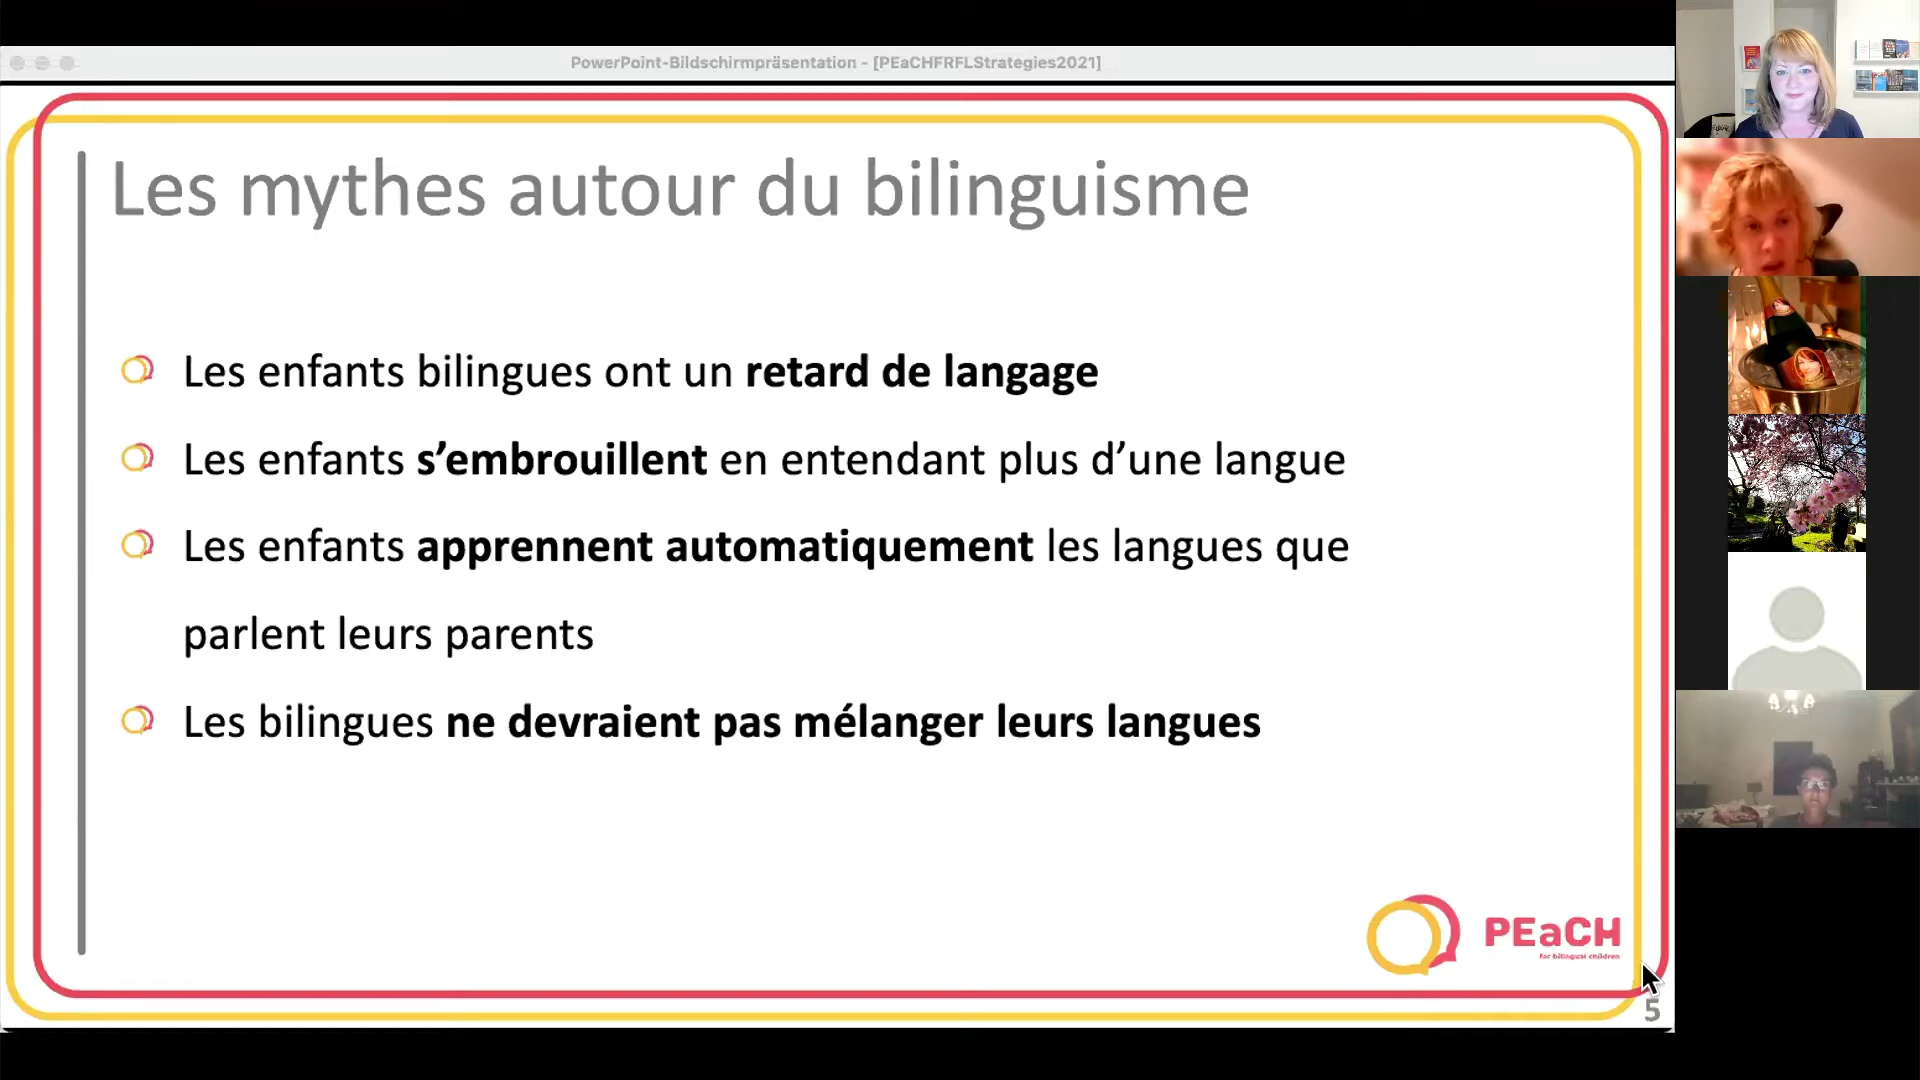 PowerPoint-Bildschirmpräsentation - [PEaCHFRFLStrategies2021]
Les mythes autour du bilinguisme
Les enfants bilingues ont un retard de langage
Les enfants s’embrouillent en entendant plus d’une langue
Les enfants apprennent automatiquement les langues que
parlent leurs parents
Les bilingues ne devraient pas mélanger leurs langues
PEaCH
for bilingual children
5